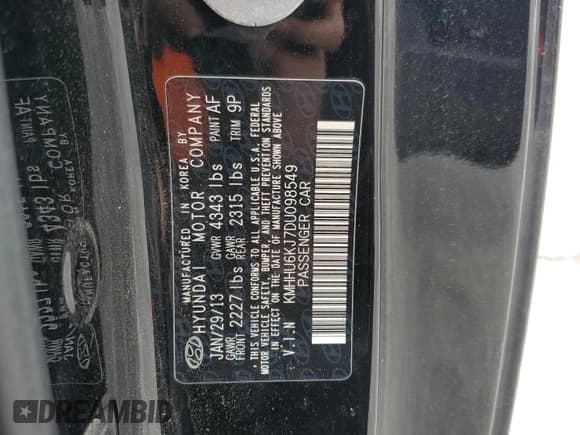 MANUFACTURED IN KOREA BY
HYUNDAI MOTOR COMPANY
JAN/29/13 GVWR 4343 lbs PAINT AF
GAWR FRONT 2227 lbs GAWR REAR 2315 lbs TRIM 9P
• THIS VEHICLE CONFORMS TO ALL APPLICABLE U.S.A. FEDERAL
MOTOR VEHICLE SAFETY, BUMPER, AND THEFT PREVENTION STANDARDS
IN EFFECT ON THE DATE OF MANUFACTURE SHOWN ABOVE
V.I.N KMHHU6KJ7DU098549
PASSENGER CAR
DREAMBID